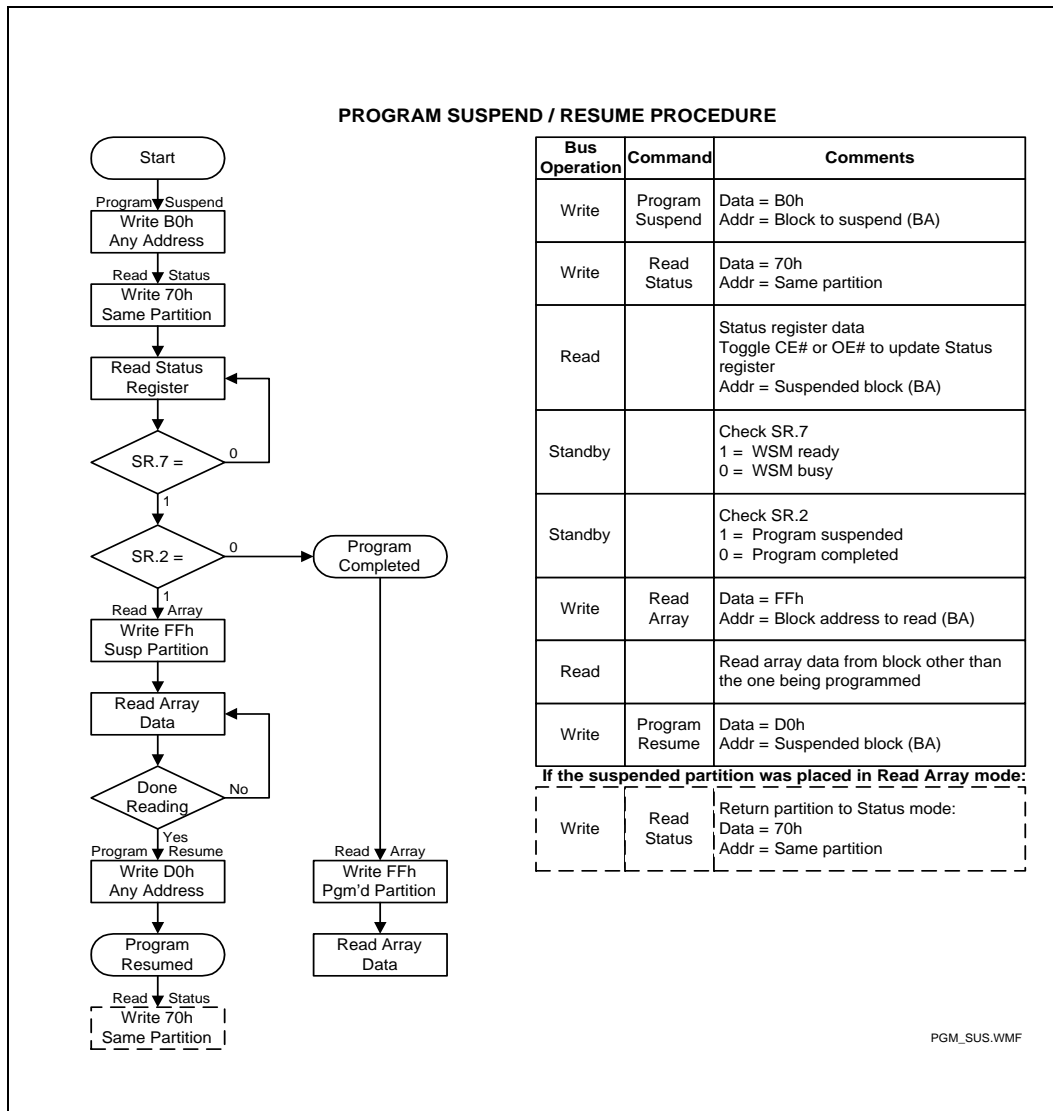 PROGRAM SUSPEND / RESUME PROCEDURE
Start
Program Suspend
Write B0h
Any Address
Read Status
Write 70h
Same Partition
Read Status
Register
SR.7 =
0
1
SR.2 =
0
Program
Completed
1
Read Array
Write FFh
Susp Partition
Read Array
Data
Done
Reading
No
Yes
Program Resume
Write D0h
Any Address
Program
Resumed
Read Status
Write 70h
Same Partition
Read Array
Write FFh
Pgm'd Partition
Read Array
Data
Bus
Operation
Command
Comments
Write
Program
Suspend
Data = B0h
Addr = Block to suspend (BA)
Write
Read
Status
Data = 70h
Addr = Same partition
Read
Status register data
Toggle CE# or OE# to update Status
register
Addr = Suspended block (BA)
Standby
Check SR.7
1 = WSM ready
0 = WSM busy
Standby
Check SR.2
1 = Program suspended
0 = Program completed
Write
Read
Array
Data = FFh
Addr = Block address to read (BA)
Read
Read array data from block other than
the one being programmed
Write
Program
Resume
Data = D0h
Addr = Suspended block (BA)
If the suspended partition was placed in Read Array mode:
Write
Read
Status
Return partition to Status mode:
Data = 70h
Addr = Same partition
PGM_SUS.WMF